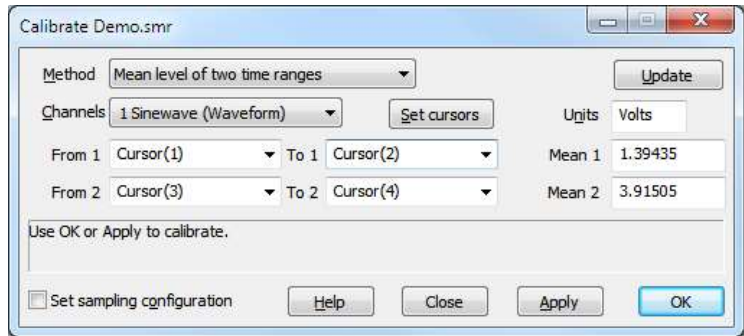 Calibrate Demo.smr
Method Mean level of two time ranges Update
Channels 1 Sinewave (Waveform) Set cursors Units Volts
From 1 Cursor(1) To 1 Cursor(2) Mean 1 1.39435
From 2 Cursor(3) To 2 Cursor(4) Mean 2 3.91505
Use OK or Apply to calibrate.
Set sampling configuration Help Close Apply OK